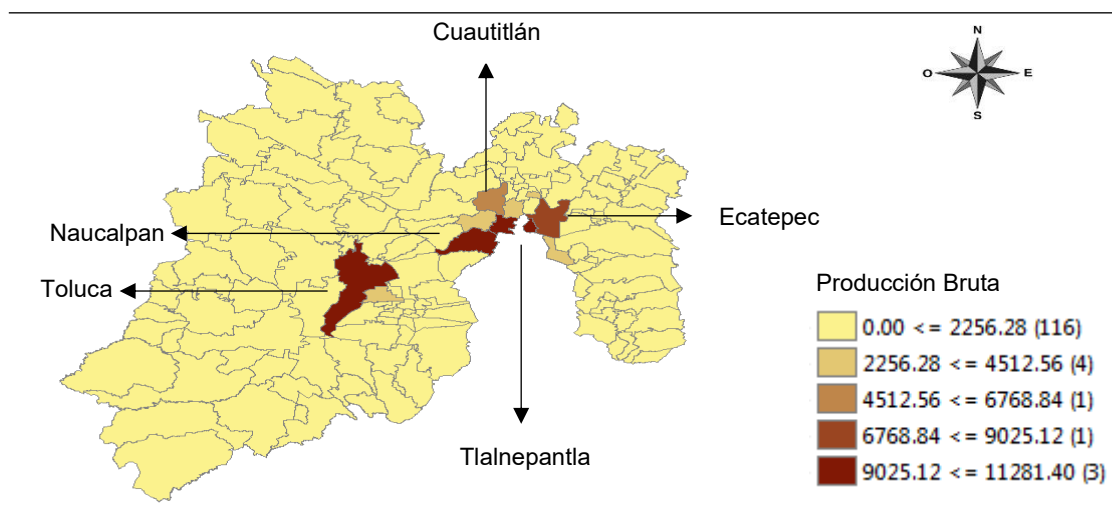 Cuautitlán
N
O
E
S
Naucalpan
Ecatepec
Toluca
Producción Bruta
0.00 <= 2256.28 (116)
2256.28 <= 4512.56 (4)
4512.56 <= 6768.84 (1)
6768.84 <= 9025.12 (1)
9025.12 <= 11281.40 (3)
Tlalnepantla